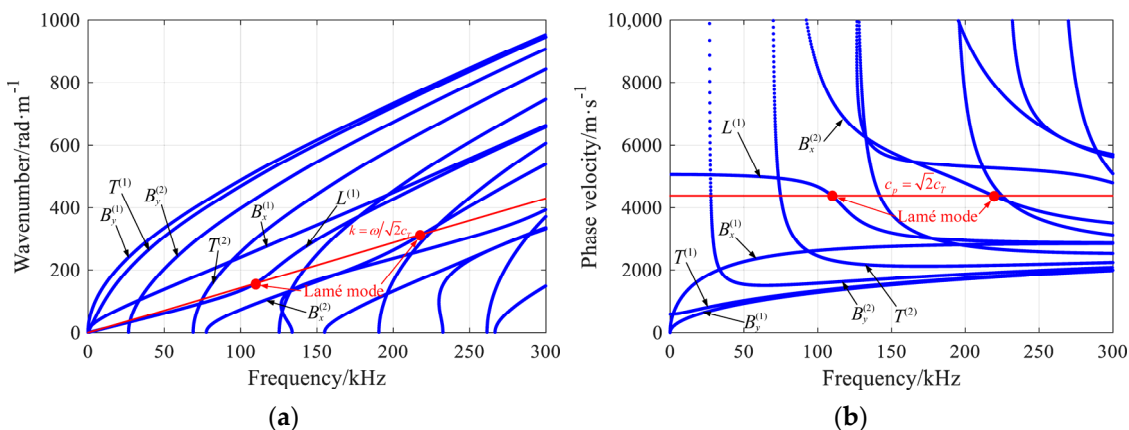 1000
800
600
400
200
0
Wavenumber/rad·m⁻¹
B_y^(1)
T^(1)
B_y^(2)
T^(2)
B_x^(1)
L^(1)
k = ω/√2c_T
Lamé mode
B_x^(2)
0 50 100 150 200 250 300
Frequency/kHz
(a)
10,000
8000
6000
4000
2000
0
Phase velocity/m·s⁻¹
L^(1)
B_x^(2)
c_p = √2c_T
Lamé mode
B_x^(1)
T^(1)
B_y^(1)
B_y^(2)
T^(2)
0 50 100 150 200 250 300
Frequency/kHz
(b)